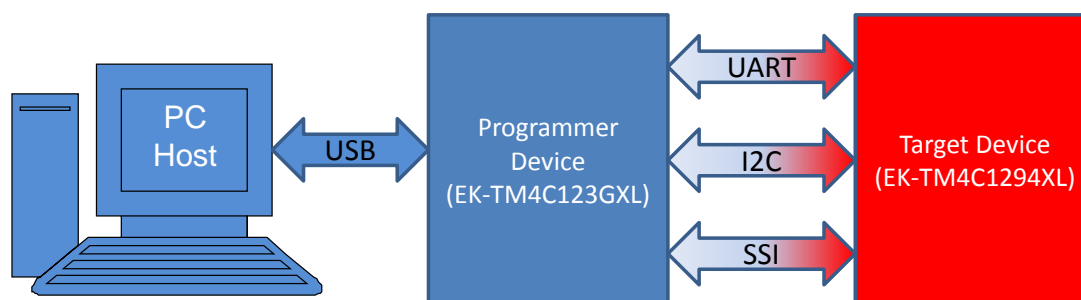 PC
Host
USB
Programmer
Device
(EK-TM4C123GXL)
UART
I2C
SSI
Target Device
(EK-TM4C1294XL)